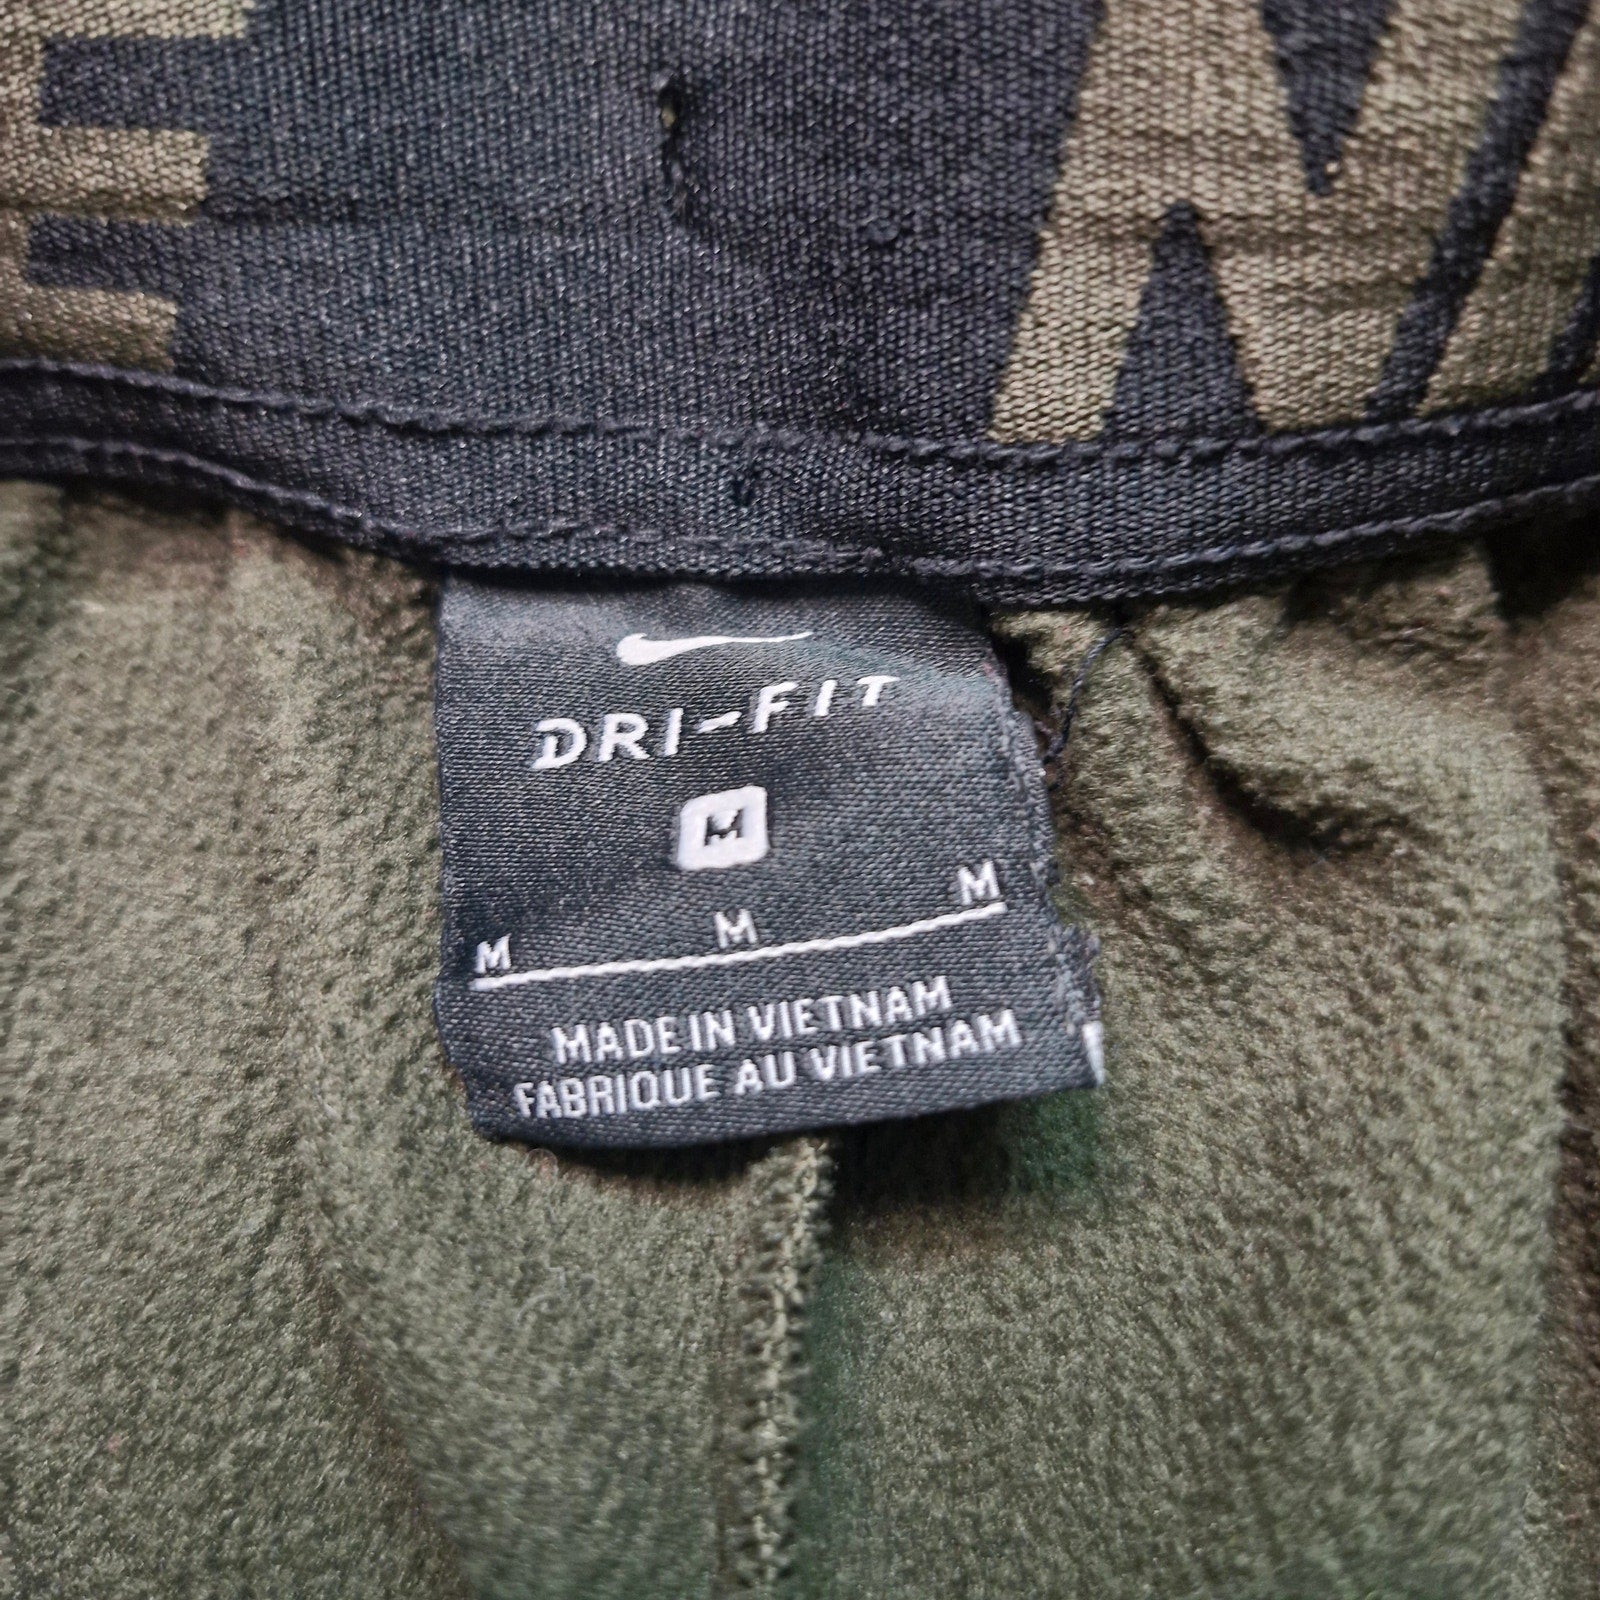 DRI-FIT
M
M M M
MADE IN VIETNAM
FABRIQUE AU VIETNAM